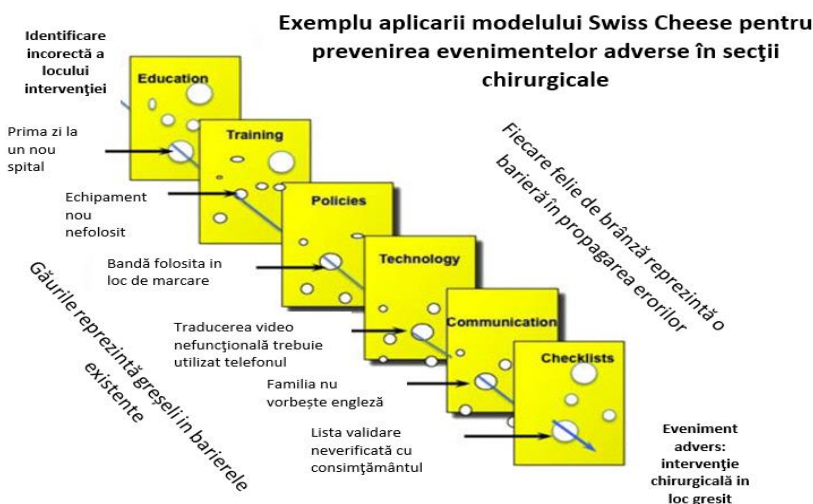 Exemplu aplicarii modelului Swiss Cheese pentru
prevenirea evenimentelor adverse în secţii
chirurgicale
Identificare
incorectă a
locului
intervenţiei
Education
Prima zi la
un nou
spital
Training
Echipament
nou
nefolosit
Policies
Bandă folosita in
loc de marcare
Technology
Traducerea video
nefuncţională trebuie
utilizat telefonul
Communication
Familia nu
vorbește engleză
Checklists
Lista validare
neverificată cu
consimţământul
Fiecare felie de brânză reprezintă o
barieră în propagarea erorilor
Găurile reprezintă greșeli in barierele
existente
Eveniment
advers:
intervenţie
chirurgicală in
loc gresit